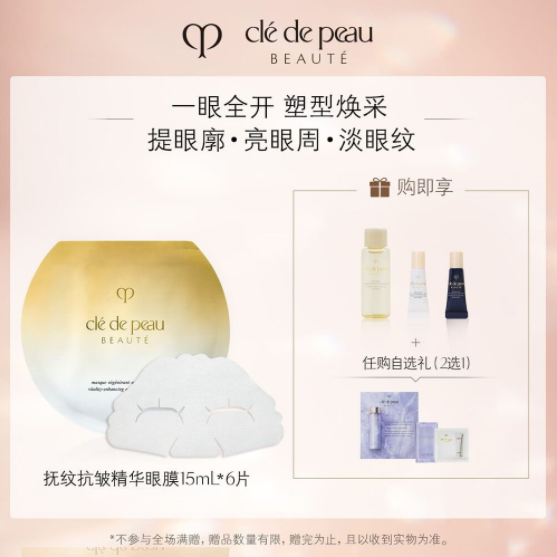 clé de peau
BEAUTÉ
一眼全开 塑型焕采
提眼廓·亮眼周·淡眼纹
购即享
clé de peau
BEAUTÉ
+
任购自选礼(2选1)
clé de peau
抚纹抗皱精华眼膜15mL*6片
*不参与全场满赠，赠品数量有限，赠完为止，且以收到实物为准。